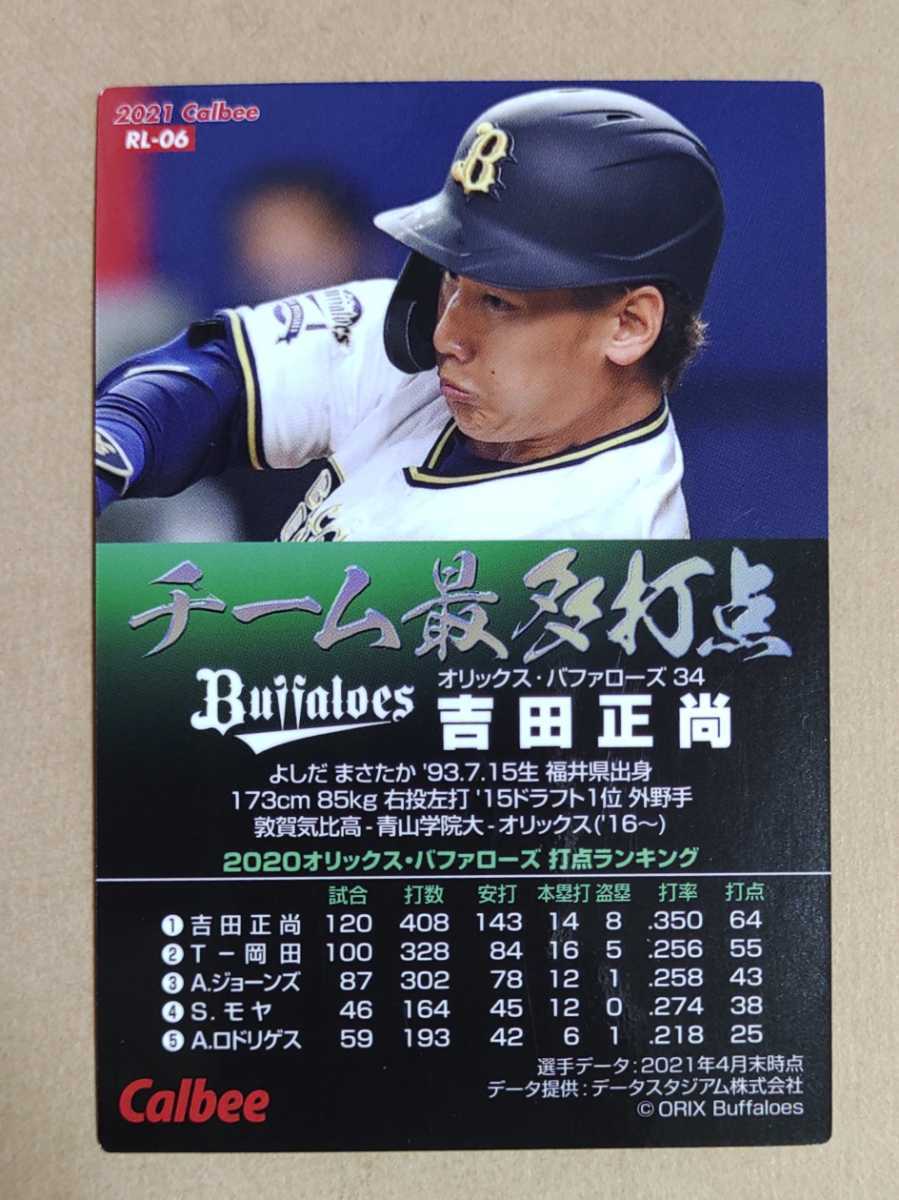 2021 Calbee
RL-06
B
Buffaloes
チーム最多打点
Buffaloes
オリックス・バファローズ 34
吉田正尚
よしだ まさたか '93.7.15生 福井県出身
173cm 85kg 右投左打 '15ドラフト1位 外野手
敦賀気比高-青山学院大-オリックス('16〜)
2020オリックス・バファローズ 打点ランキング
試合 打数 安打 本塁打 盗塁 打率 打点
❶吉田正尚 120 408 143 14 8 .350 64
❷T-岡田 100 328 84 16 5 .256 55
❸A.ジョーンズ 87 302 78 12 1 .258 43
❹S.モヤ 46 164 45 12 0 .274 38
❺A.ロドリゲス 59 193 42 6 1 .218 25
選手データ:2021年4月末時点
データ提供:データスタジアム株式会社
© ORIX Buffaloes
Calbee